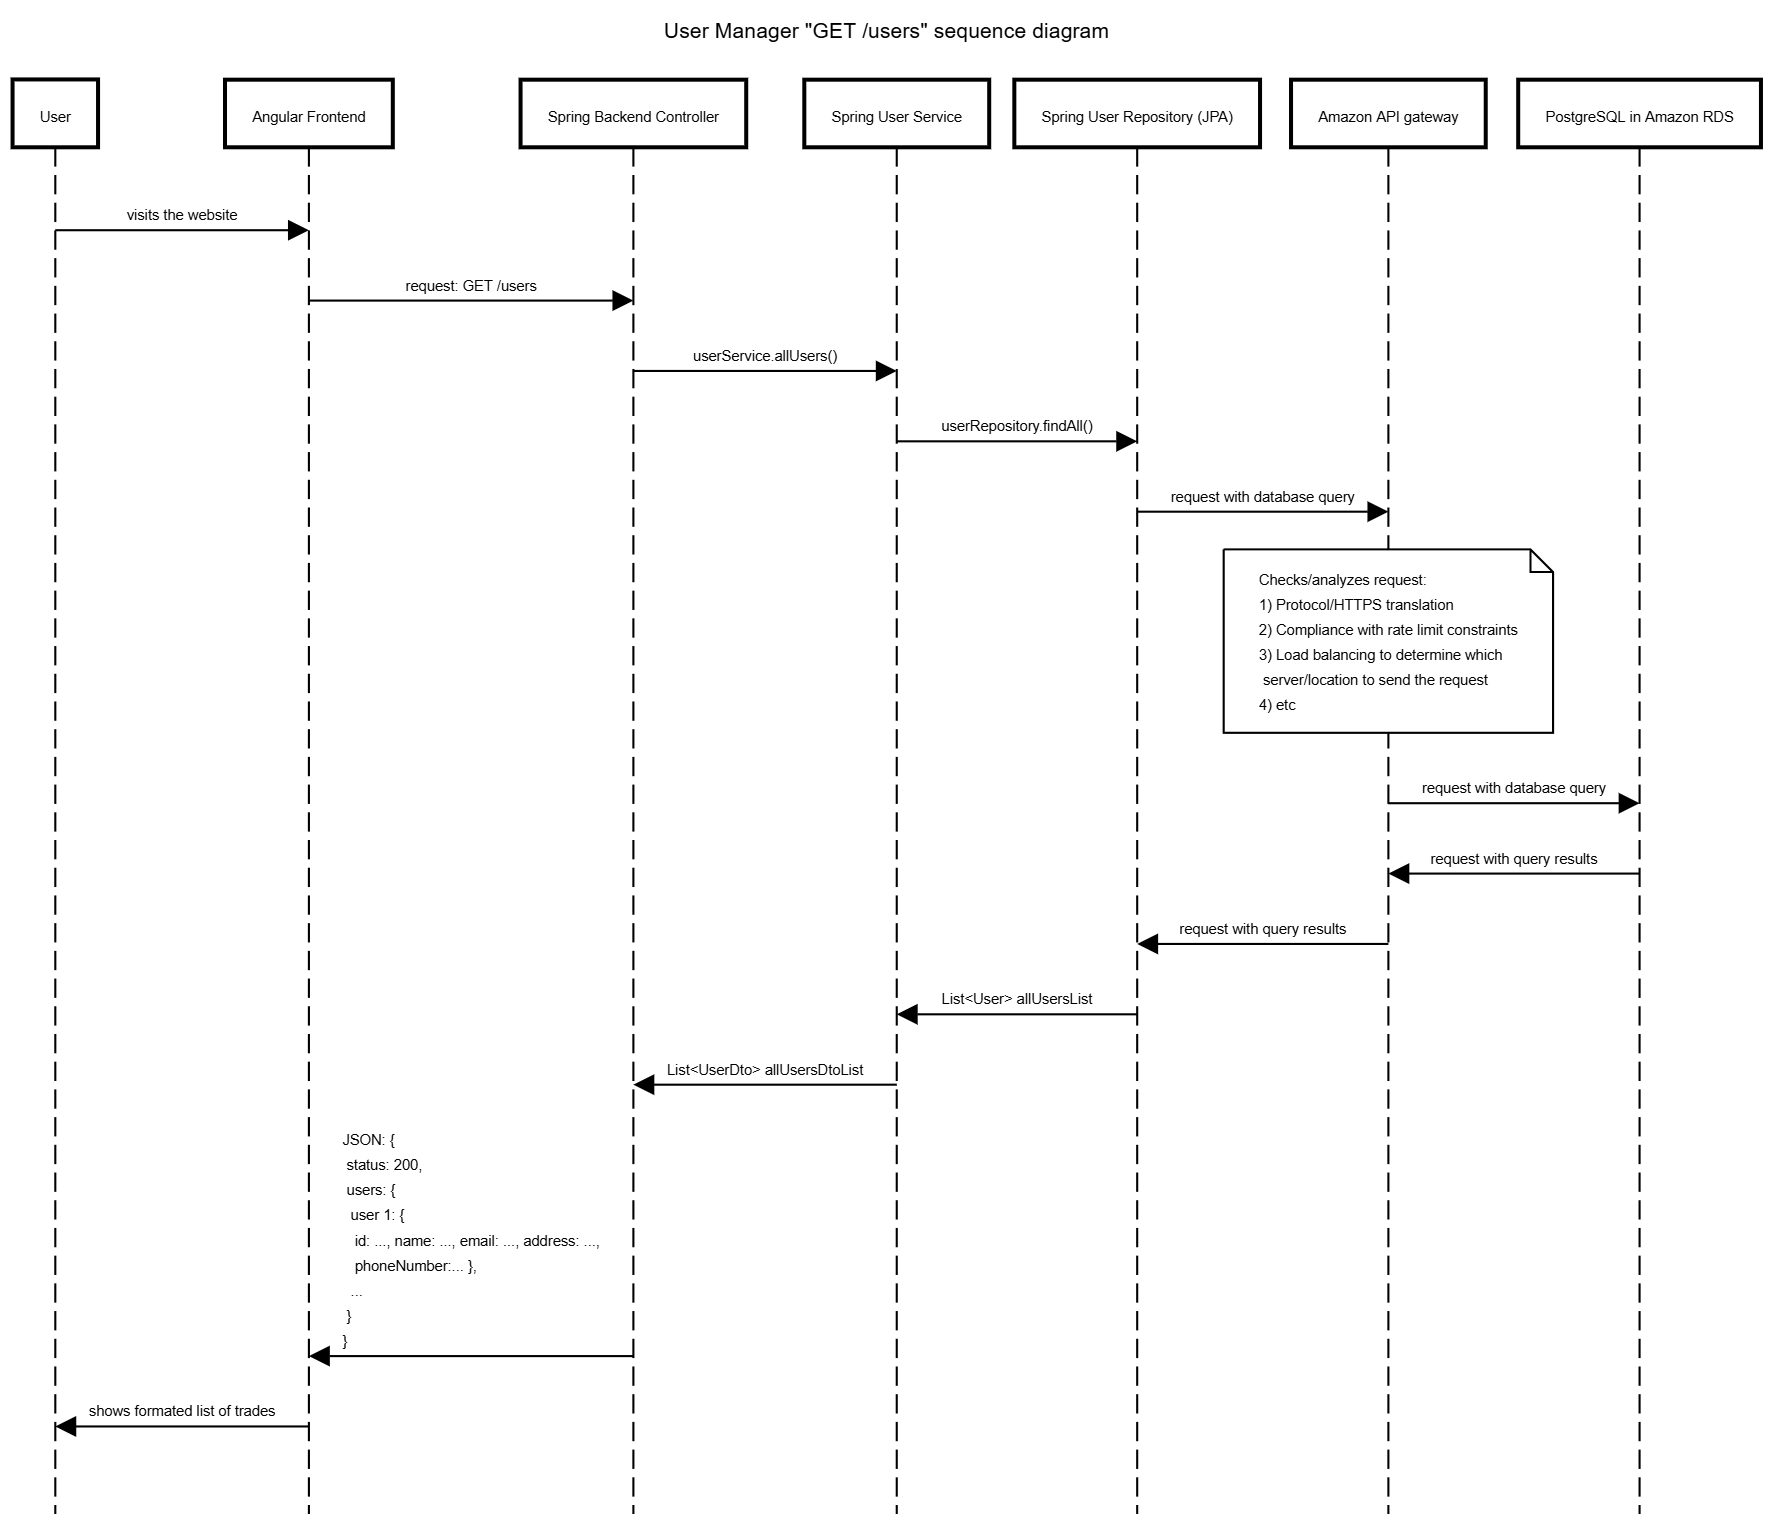 User Manager "GET /users" sequence diagram
User
Angular Frontend
Spring Backend Controller
Spring User Service
Spring User Repository (JPA)
Amazon API gateway
PostgreSQL in Amazon RDS
visits the website
request: GET /users
userService.allUsers()
userRepository.findAll()
request with database query
Checks/analyzes request:
1) Protocol/HTTPS translation
2) Compliance with rate limit constraints
3) Load balancing to determine which
server/location to send the request
4) etc
request with database query
request with query results
request with query results
List<User> allUsersList
List<UserDto> allUsersDtoList
JSON: {
status: 200,
users: {
user 1: {
id: ..., name: ..., email: ..., address: ...,
phoneNumber:... },
...
}
}
shows formated list of trades